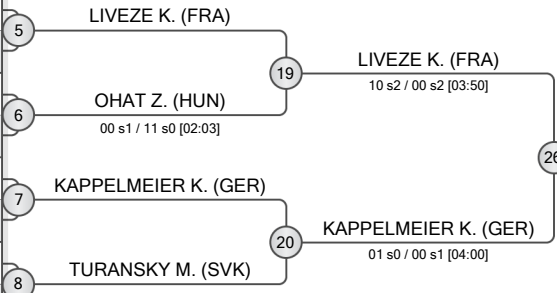 LIVEZE K. (FRA)
5
19
LIVEZE K. (FRA)
10 s2 / 00 s2 [03:50]
OHAT Z. (HUN)
6
00 s1 / 11 s0 [02:03]
26
KAPPELMEIER K. (GER)
7
20
KAPPELMEIER K. (GER)
01 s0 / 00 s1 [04:00]
TURANSKY M. (SVK)
8